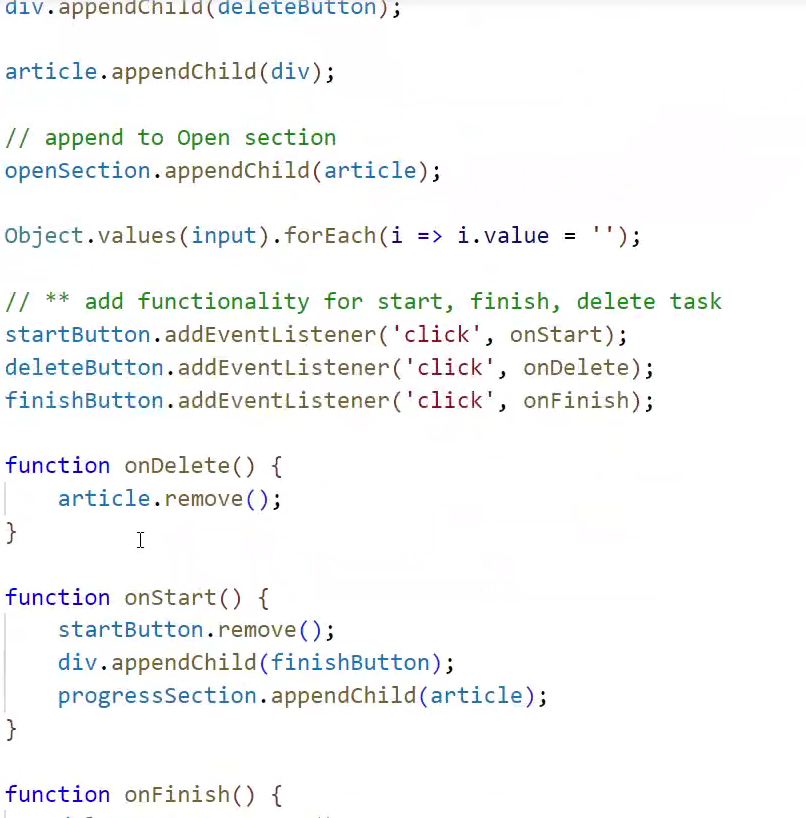 div.appendChild(deleteButton);
article.appendChild(div);
// append to Open section
openSection.appendChild(article);
Object.values(input).forEach(i => i.value = '');
// ** add functionality for start, finish, delete task
startButton.addEventListener('click', onStart);
deleteButton.addEventListener('click', onDelete);
finishButton.addEventListener('click', onFinish);
function onDelete() {
    article.remove();
}
function onStart() {
    startButton.remove();
    div.appendChild(finishButton);
    progressSection.appendChild(article);
}
function onFinish() {